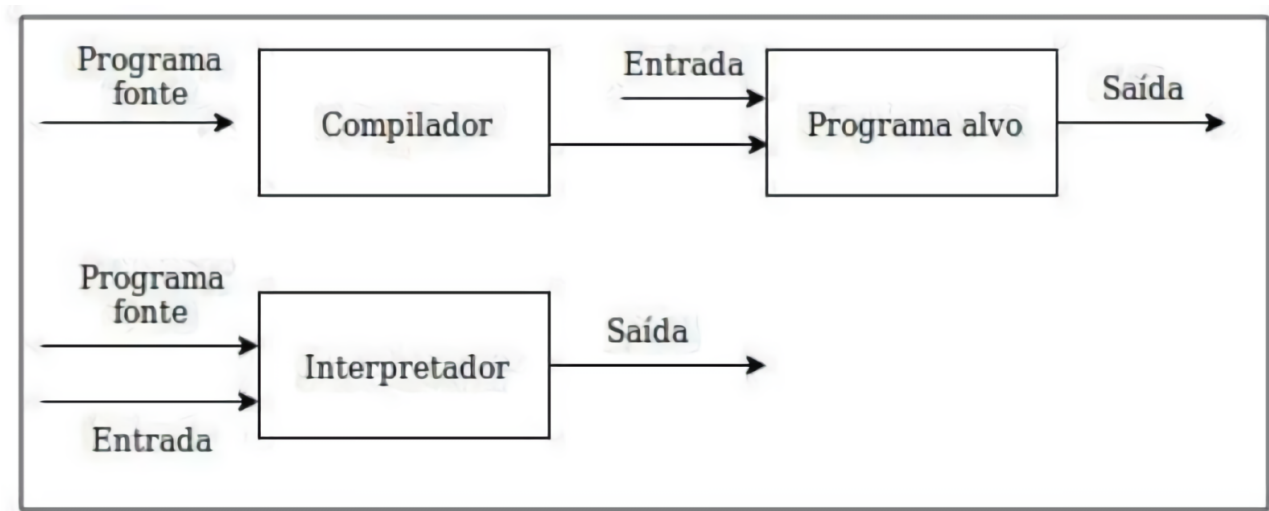 Programa
fonte
Compilador
Entrada
Programa alvo
Saída
Programa
fonte
Entrada
Interpretador
Saída